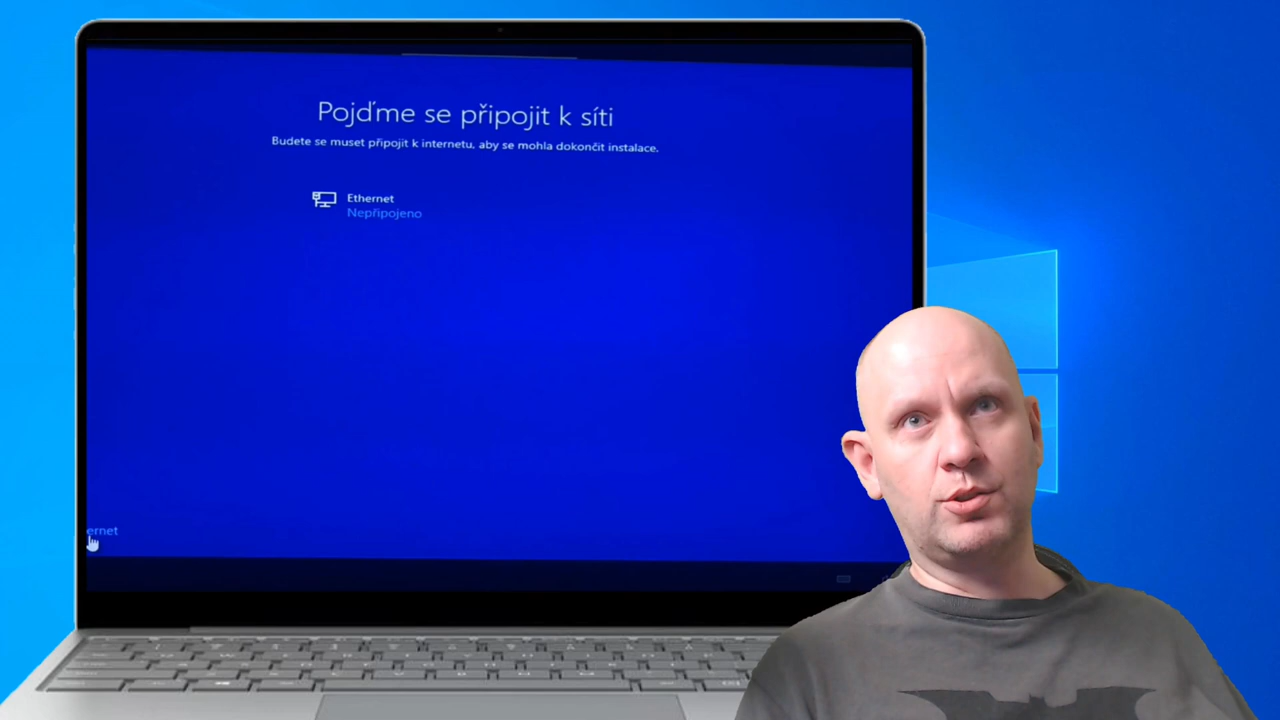 Pojďme se připojit k síti
Budete se muset připojit k internetu, aby se mohla dokončit instalace.
Ethernet
Nepřipojeno
ernet